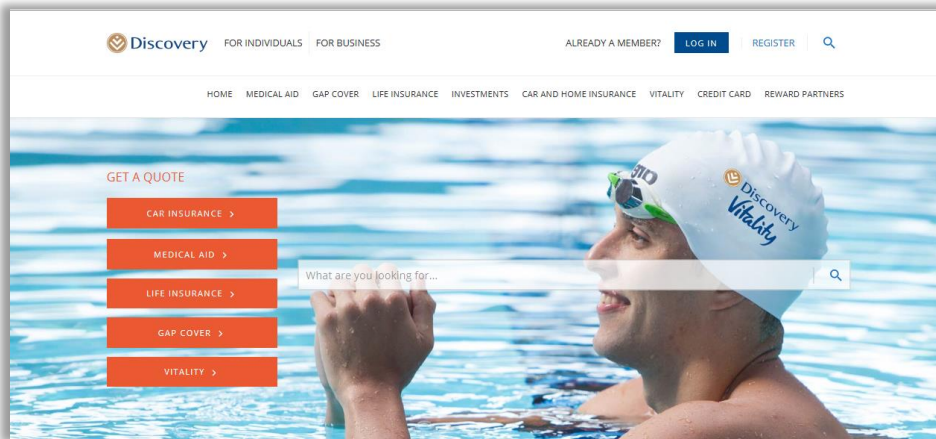 Discovery FOR INDIVIDUALS FOR BUSINESS ALREADY A MEMBER? LOG IN REGISTER
HOME MEDICAL AID GAP COVER LIFE INSURANCE INVESTMENTS CAR AND HOME INSURANCE VITALITY CREDIT CARD REWARD PARTNERS
GET A QUOTE
CAR INSURANCE >
MEDICAL AID >
LIFE INSURANCE >
GAP COVER >
VITALITY >
What are you looking for...
Discovery
Vitality